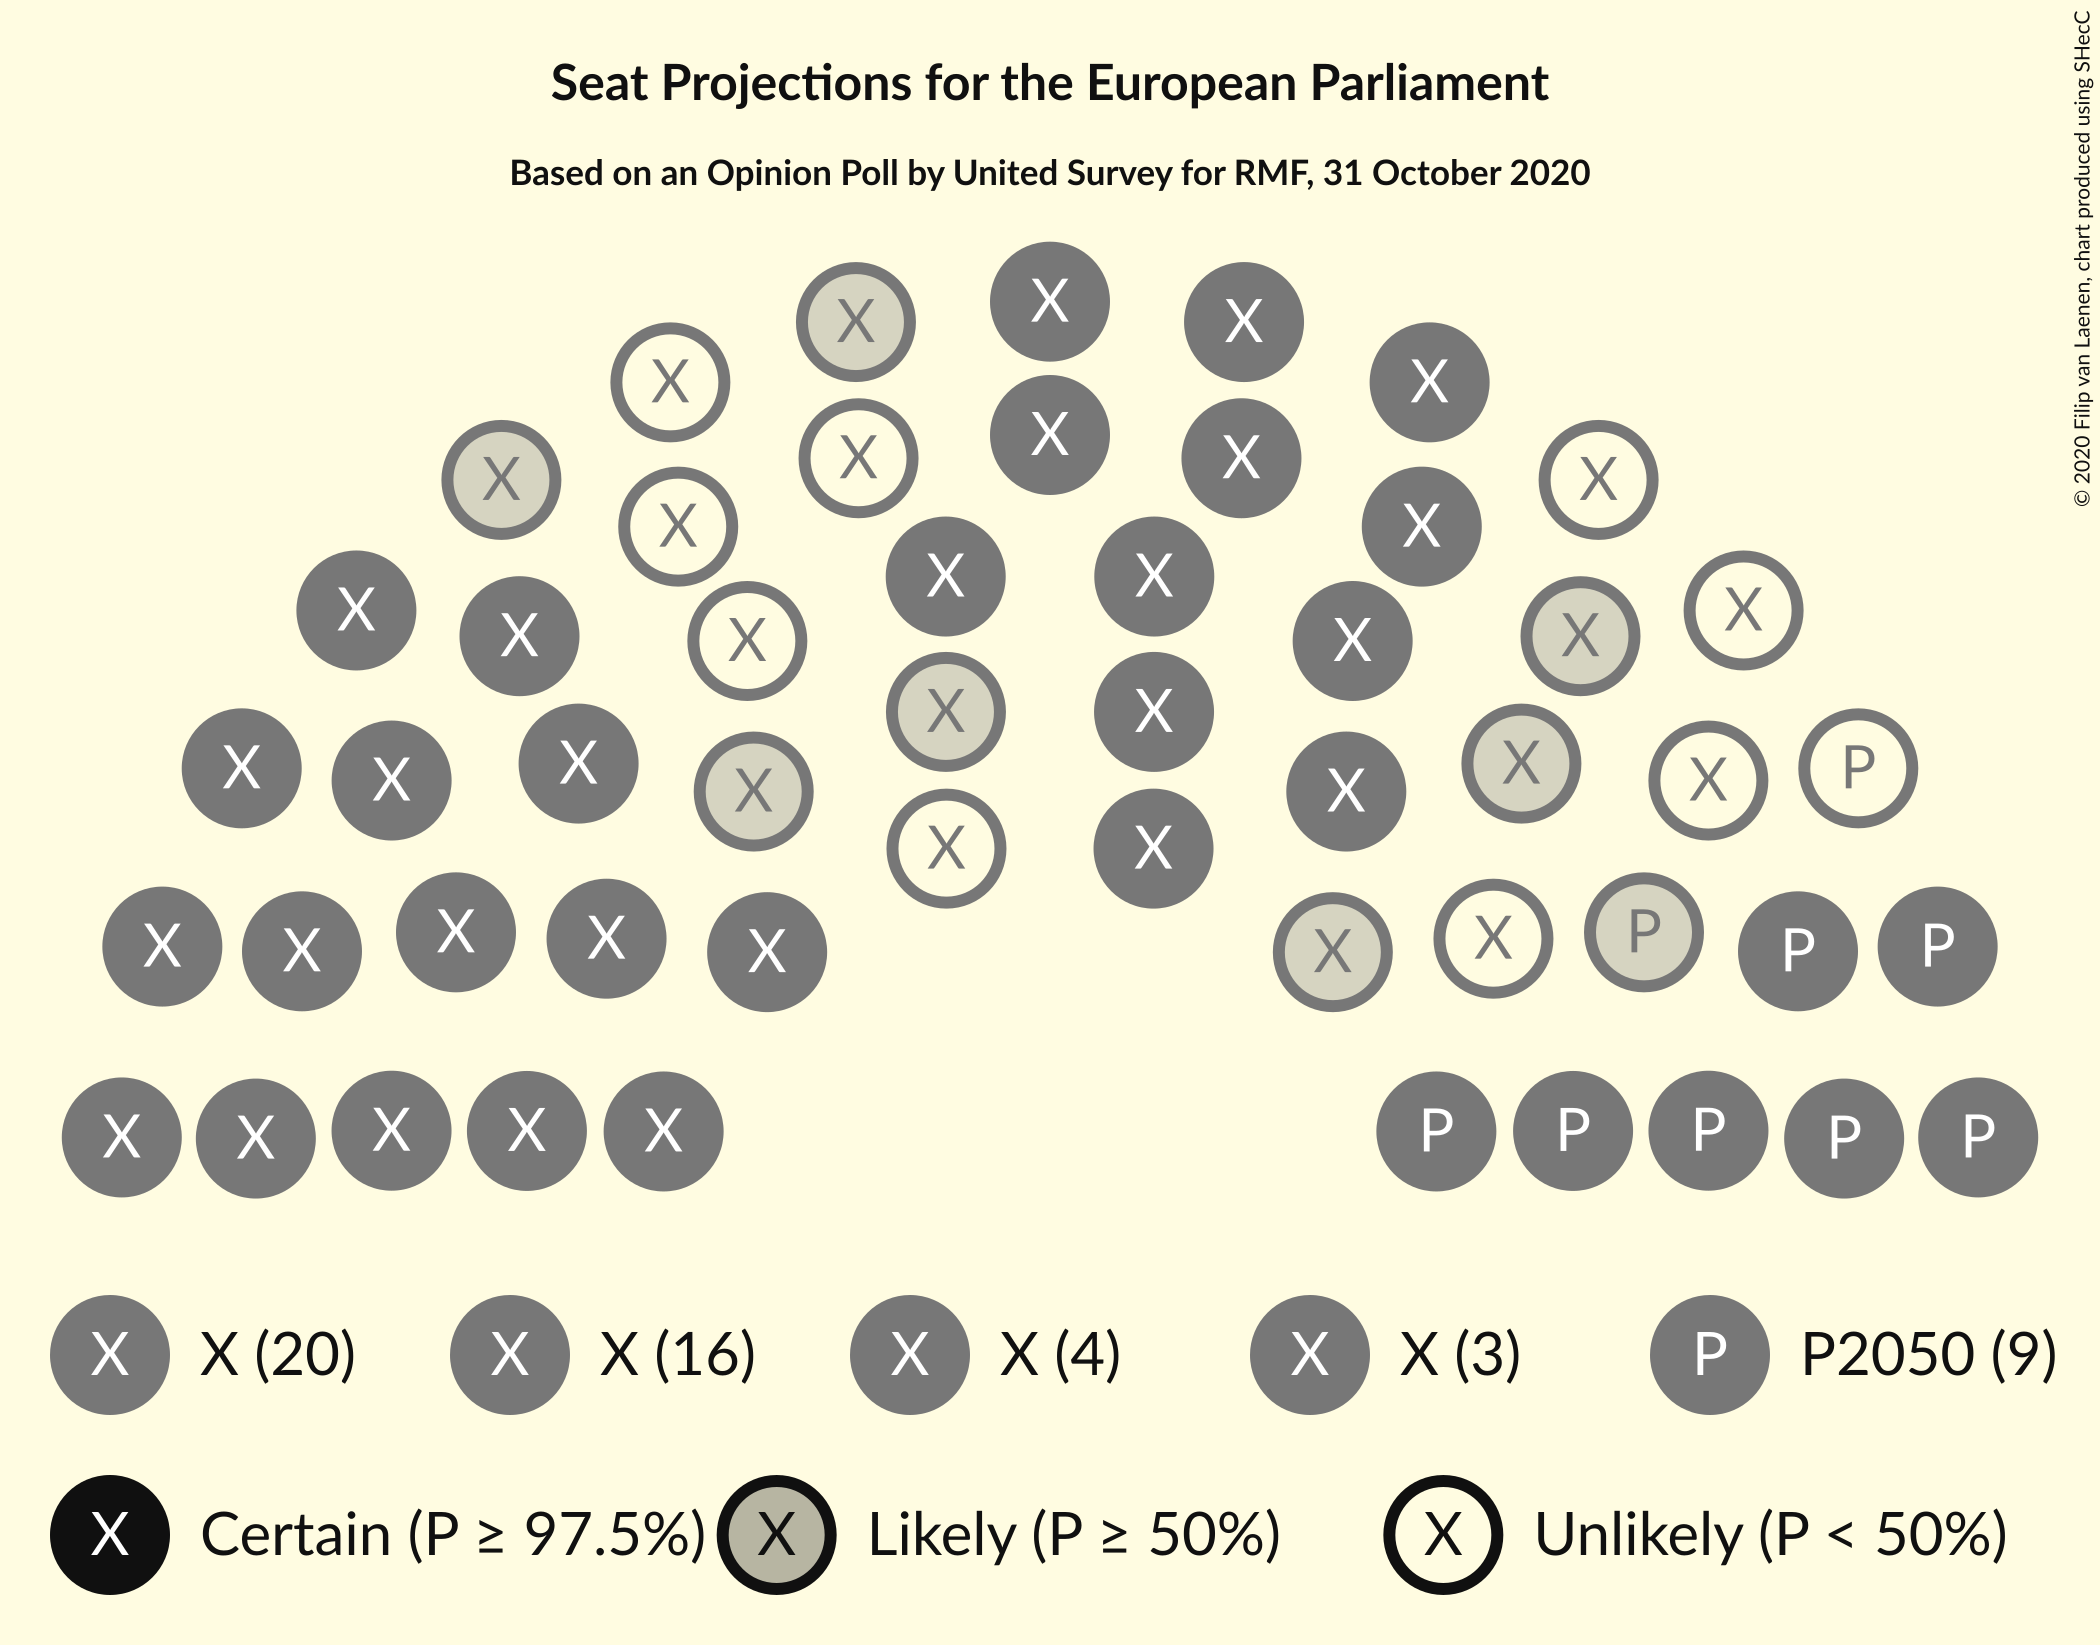 Seat Projections for the European Parliament
Based on an Opinion Poll by United Survey for RMF, 31 October 2020
© 2020 Filip van Laenen, chart produced using SHecC
X X X
X X
X X X
X X
X X
X X
X X X X X X
X X
X X X X X X X P
X X
X X X X X X X P P P
X X X X X P P P P P
X X (20) X X (16) X X (4) X X (3) P P2050 (9)
X Certain (P ≥ 97.5%) X Likely (P ≥ 50%) X Unlikely (P < 50%)